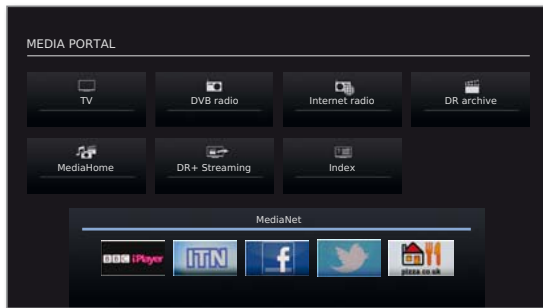 MEDIA PORTAL
TV
DVB radio
Internet radio
DR archive
MediaHome
DR+ Streaming
Index
MediaNet
BBC iPlayer
ITN
f
pizza.co.uk